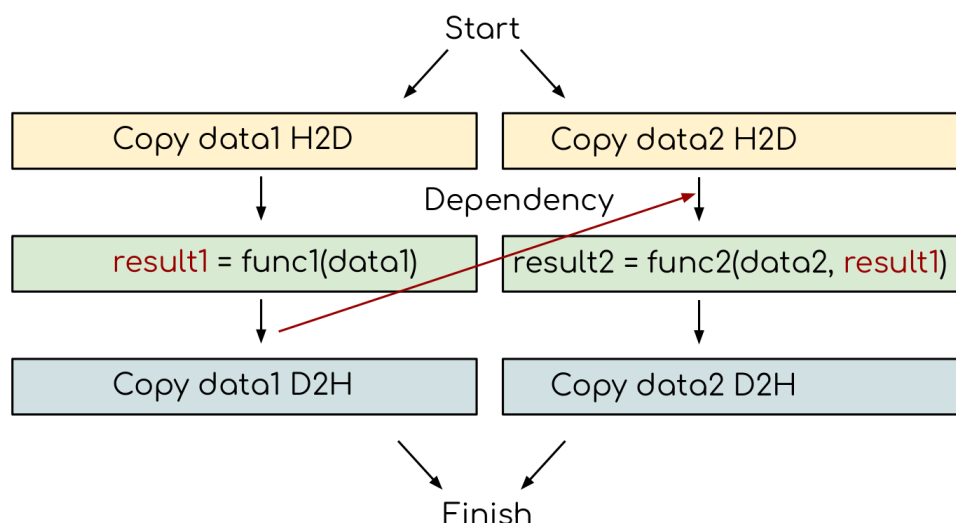 Start
Copy data1 H2D
Copy data2 H2D
Dependency
result1 = func1(data1)
result2 = func2(data2, result1)
Copy data1 D2H
Copy data2 D2H
Finish